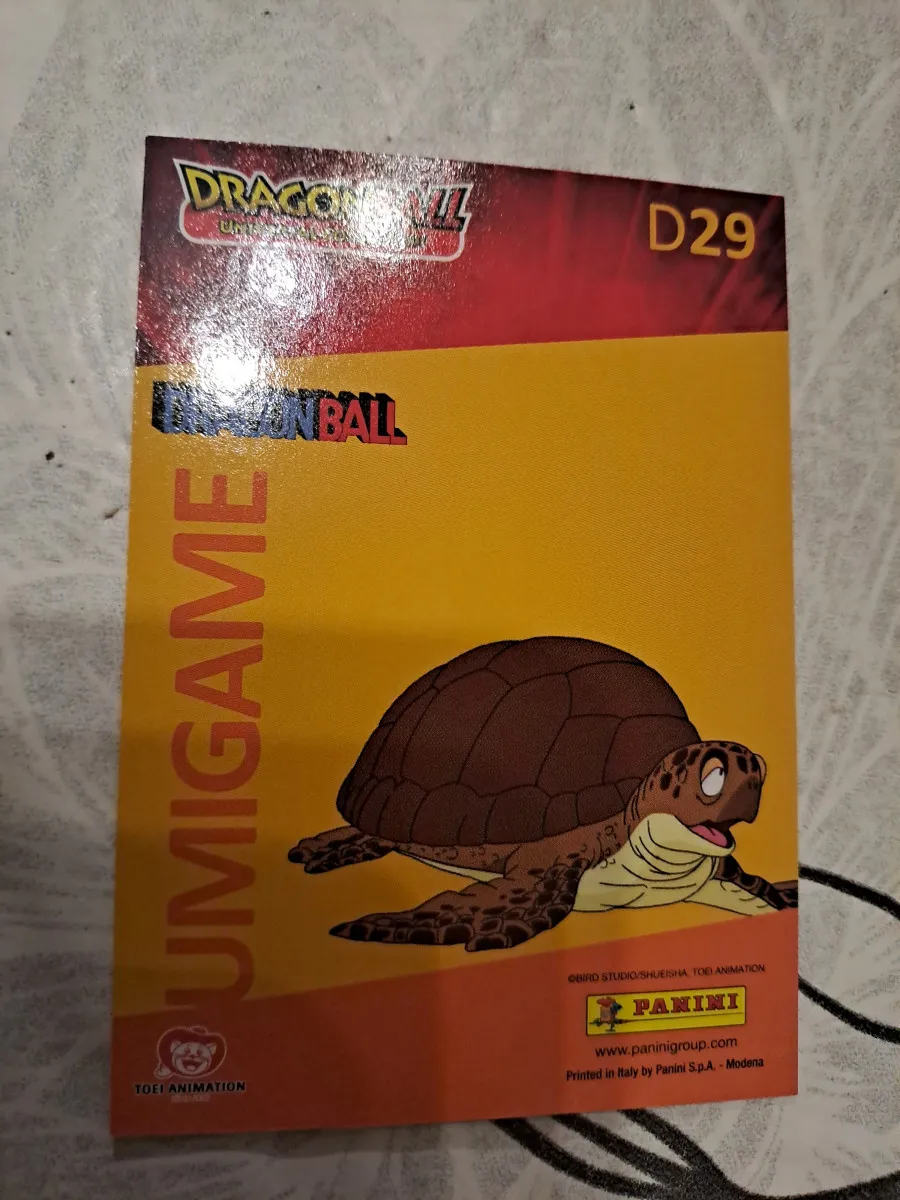 DRAGON BALL
D29
DRAGON BALL
UMIGAME
©BIRD STUDIO/SHUEISHA, TOEI ANIMATION
PANINI
www.paninigroup.com
Printed in Italy by Panini S.p.A. - Modena
TOEI ANIMATION